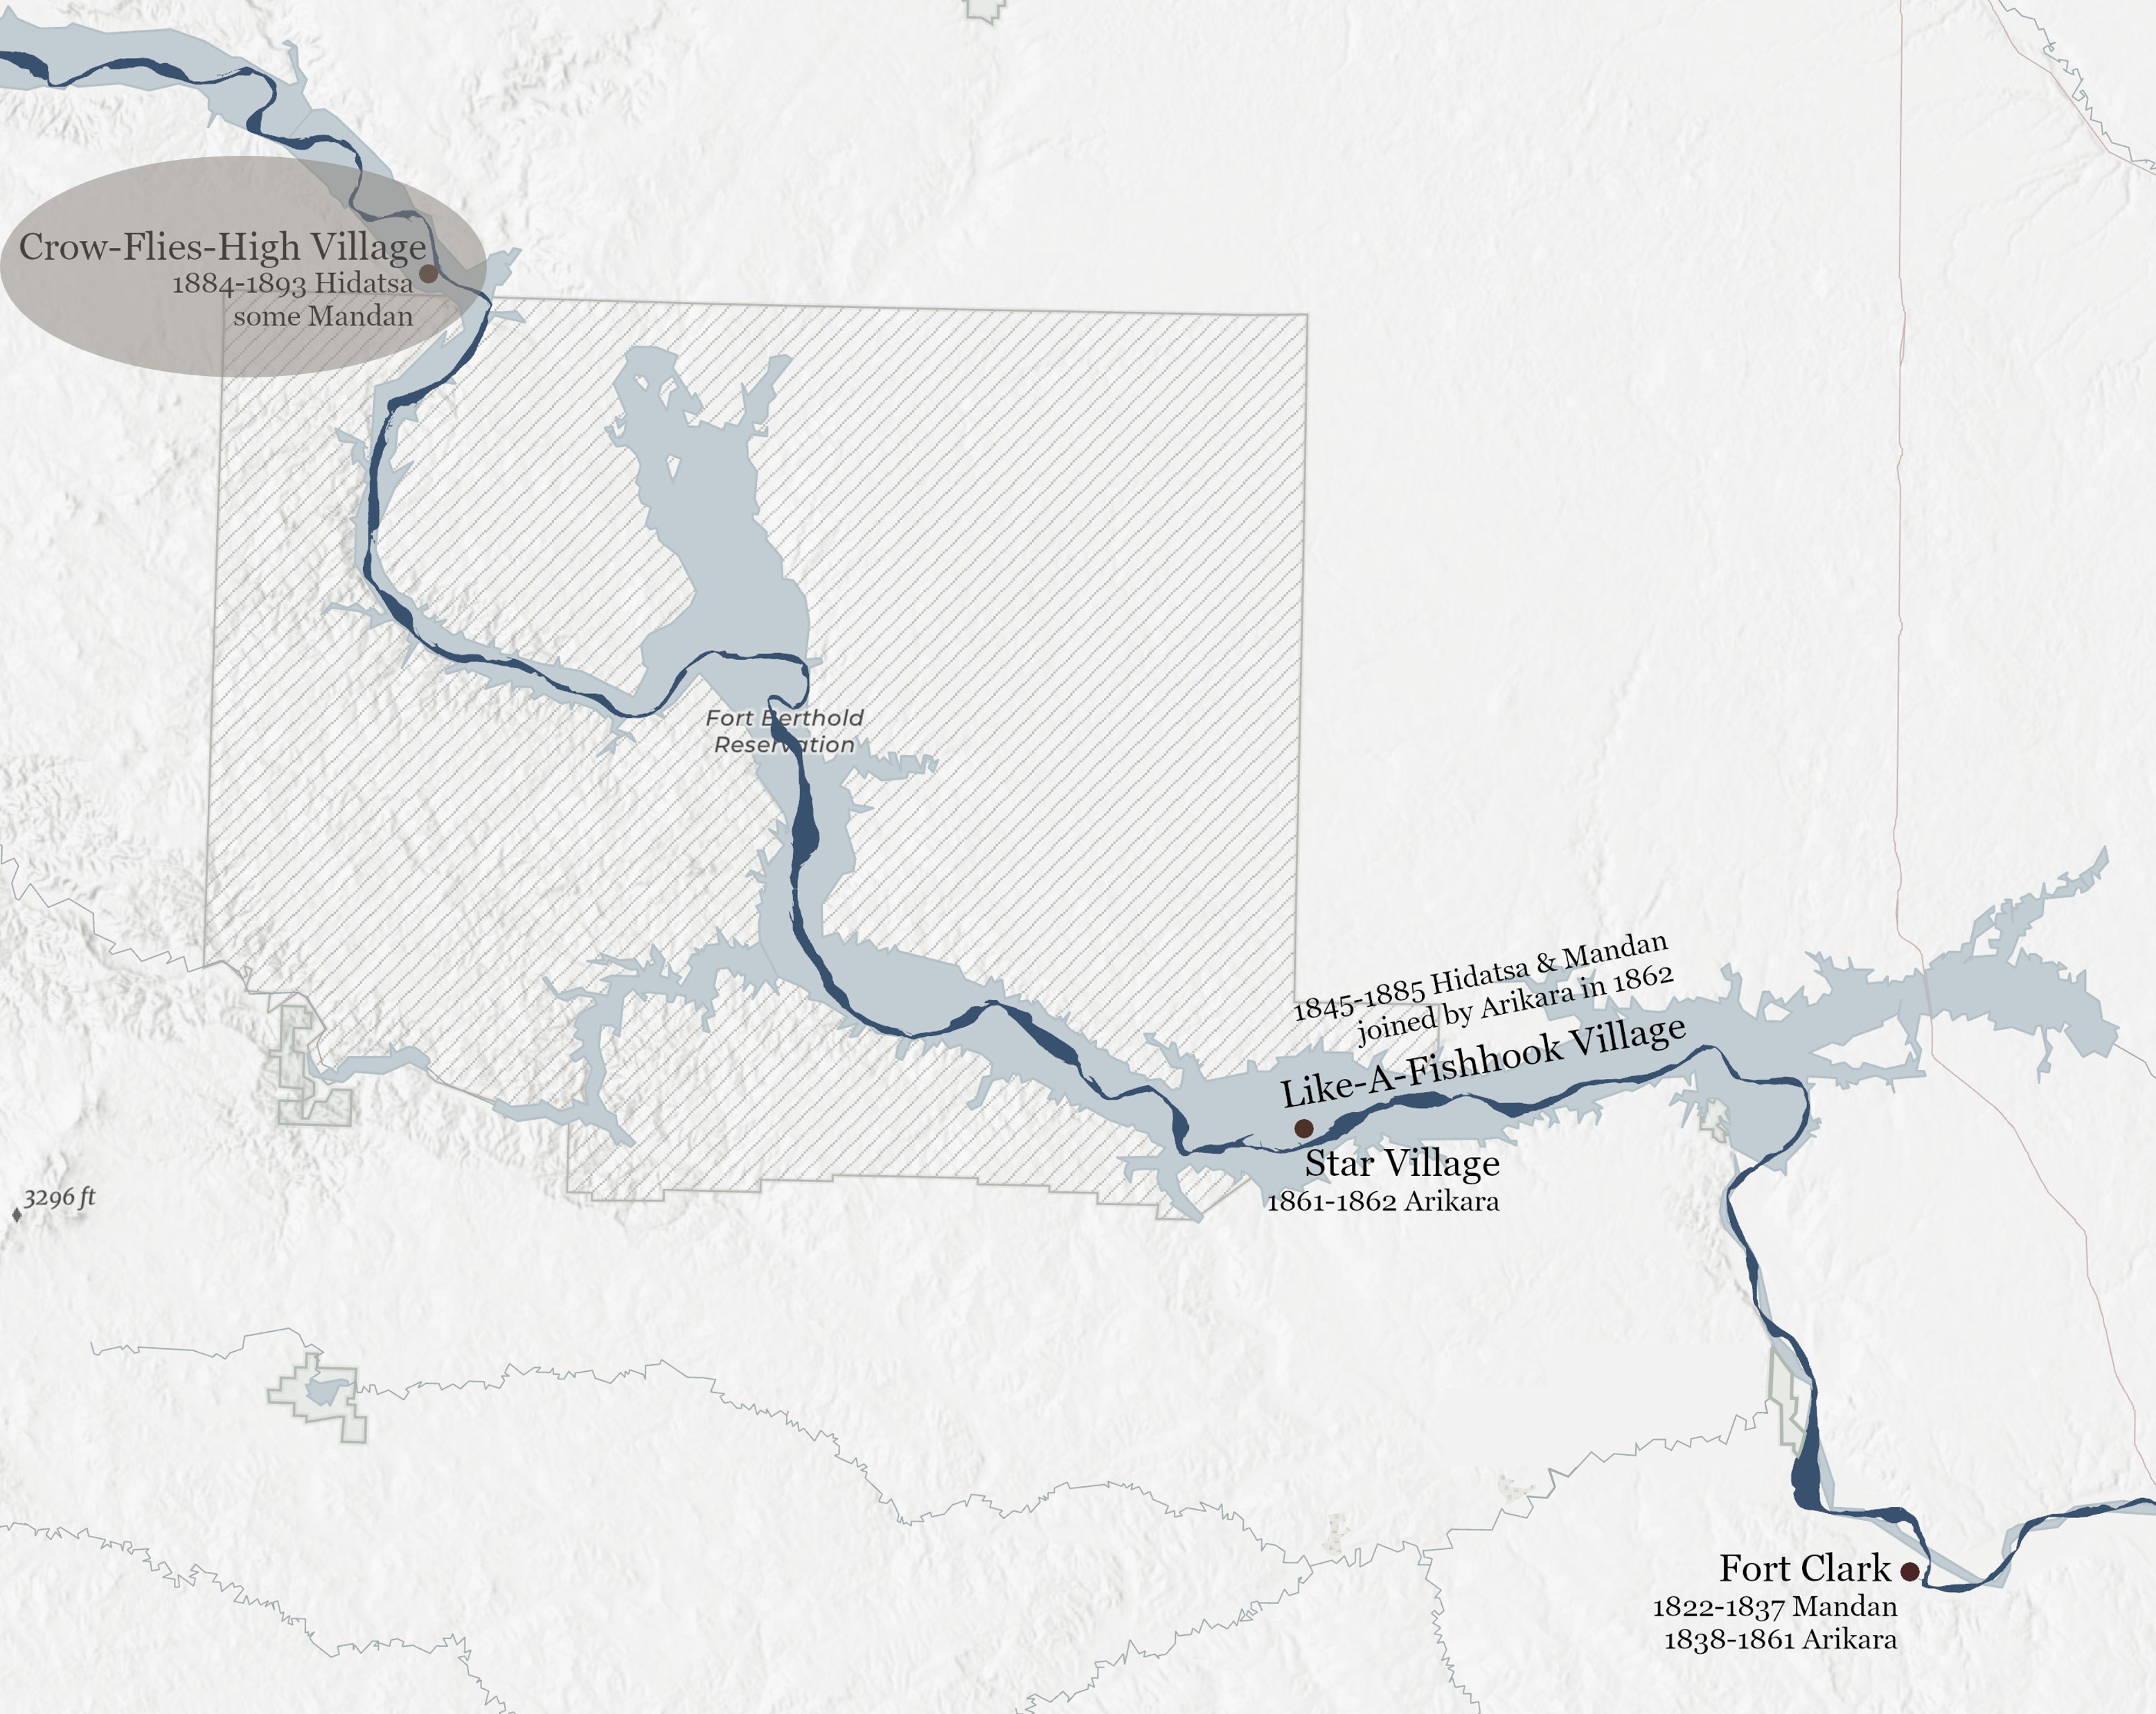 Crow-Flies-High Village
1884-1893 Hidatsa
some Mandan
Fort Berthold
Reservation
1845-1885 Hidatsa & Mandan
joined by Arikara in 1862
Like-A-Fishhook Village
Star Village
1861-1862 Arikara
3296 ft
Fort Clark
1822-1837 Mandan
1838-1861 Arikara